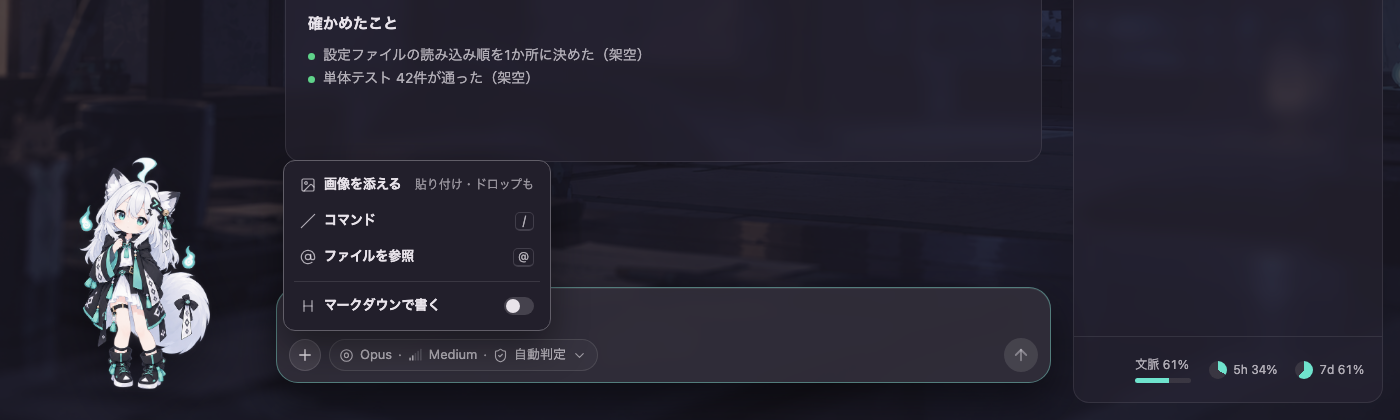 確かめたこと
設定ファイルの読み込み順を1か所に決めた（架空）
単体テスト 42件が通った（架空）
画像を添える 貼り付け・ドロップも
コマンド /
ファイルを参照 @
マークダウンで書く
Opus · Medium · 自動判定
文脈 61% 5h 34% 7d 61%